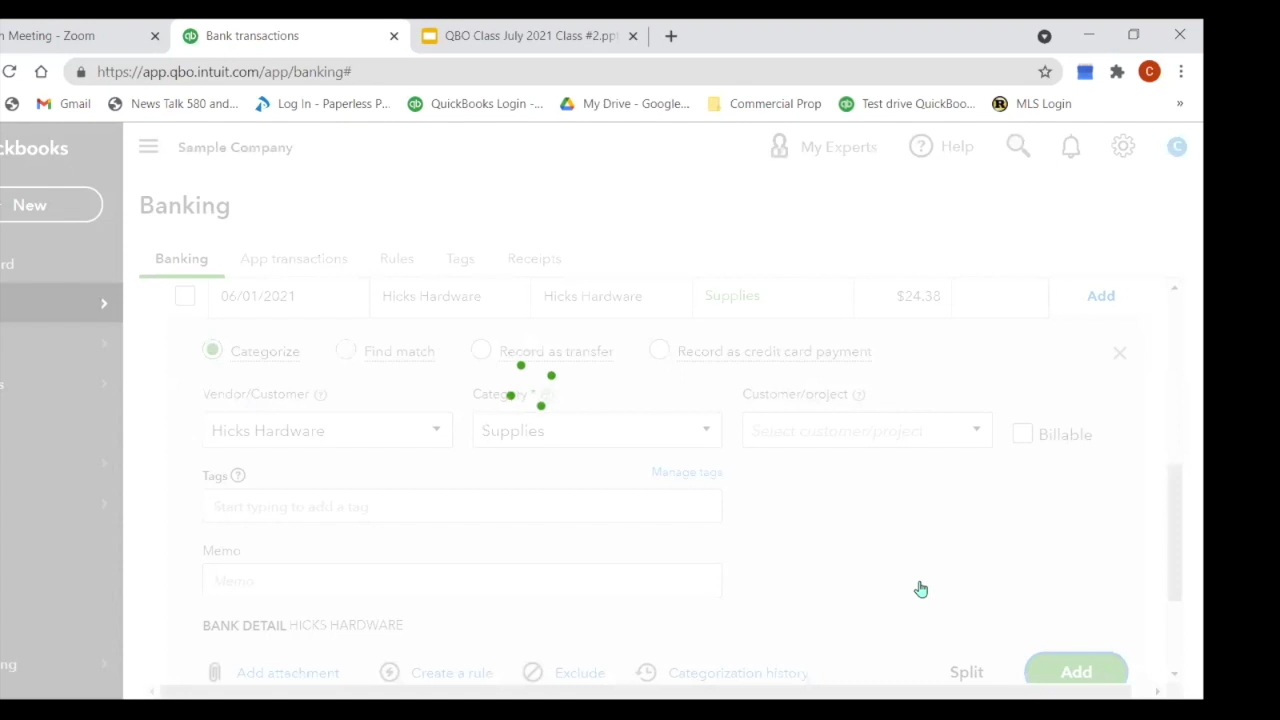 n Meeting - Zoom
Bank transactions
QBO Class July 2021 Class #2.ppt
https://app.qbo.intuit.com/app/banking#
C
Gmail
News Talk 580 and...
Log In - Paperless P...
QuickBooks Login -...
My Drive - Google...
Commercial Prop
Test drive QuickBoo...
MLS Login
»
ckbooks
Sample Company
My Experts
Help
C
New
Banking
rd
Banking
App transactions
Rules
Tags
Receipts
06/01/2021
Hicks Hardware
Hicks Hardware
Supplies
$24.38
Add
Categorize
Find match
Record as transfer
Record as credit card payment
Vendor/Customer
Category *
Customer/project
Hicks Hardware
Supplies
Select customer/project
Billable
s
Tags
Manage tags
Start typing to add a tag
Memo
Memo
BANK DETAIL HICKS HARDWARE
ng
Add attachment
Create a rule
Exclude
Categorization history
Split
Add